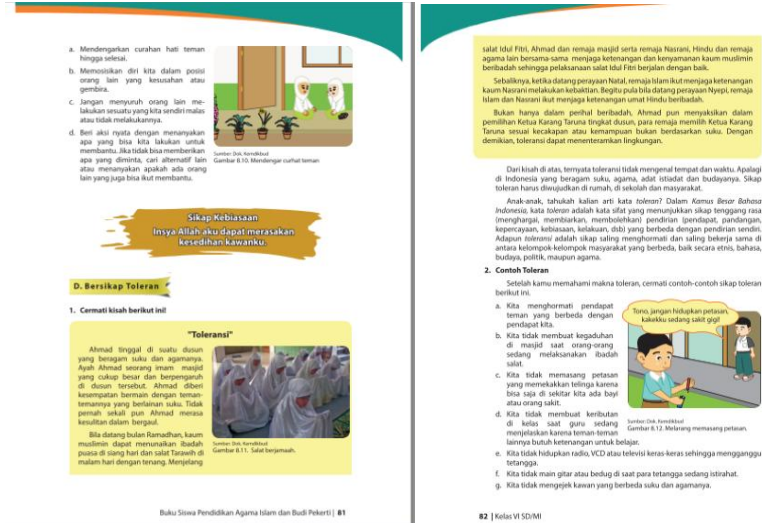 a. Mendengarkan curahan hati teman
hingga selesai.
b. Memosisikan diri kita dalam posisi
orang lain yang kesusahan atau
gembira.
c. Jangan menyuruh orang lain me-
lakukan sesuatu yang kita sendiri malas
atau tidak melakukannya.
d. Beri aksi nyata dengan menanyakan
apa yang bisa kita lakukan untuk
membantu. Jika tidak bisa memberikan
apa yang diminta, cari alternatif lain
atau menanyakan apakah ada orang
lain yang juga bisa ikut membantu.
Sumber: Dok. Kemdikbud
Gambar 8.10. Mendengar curhat teman
Sikap Kebiasaan
Insya Allah aku dapat merasakan
kesedihan kawanku.
D. Bersikap Toleran
1. Cermati kisah berikut ini!
"Toleransi"
Ahmad tinggal di suatu dusun
yang beragam suku dan agamanya.
Ayah Ahmad seorang imam masjid
yang cukup besar dan berpengaruh
di dusun tersebut. Ahmad diberi
kesempatan bermain dengan teman-
temannya yang berlainan suku. Tidak
pernah sekali pun Ahmad merasa
kesulitan dalam bergaul.
Bila datang bulan Ramadhan, kaum
muslimin dapat menunaikan ibadah
puasa di siang hari dan salat Tarawih di
malam hari dengan tenang. Menjelang
Sumber: Dok. Kemdikbud
Gambar 8.11. Salat berjamaah.
Buku Siswa Pendidikan Agama Islam dan Budi Pekerti | 81
salat Idul Fitri, Ahmad dan remaja masjid serta remaja Nasrani, Hindu dan remaja
agama lain bersama-sama menjaga ketenangan dan kenyamanan kaum muslimin
beribadah sehingga pelaksanaan salat Idul Fitri berjalan dengan baik.
Sebaliknya, ketika datang perayaan Natal, remaja Islam ikut menjaga ketenangan
kaum Nasrani melakukan kebaktian. Begitu pula bila datang perayaan Nyepi, remaja
Islam dan Nasrani ikut menjaga ketenangan umat Hindu beribadah.
Bukan hanya dalam perihal beribadah, Ahmad pun menyaksikan dalam
pemilihan Ketua Karang Taruna tingkat dusun, para remaja memilih Ketua Karang
Taruna sesuai kecakapan atau kemampuan bukan berdasarkan suku. Dengan
demikian, toleransi dapat menenteramkan lingkungan.
Dari kisah di atas, ternyata toleransi tidak mengenal tempat dan waktu. Apalagi
di Indonesia yang beragam suku, agama, adat istiadat dan budayanya. Sikap
toleran harus diwujudkan di rumah, di sekolah dan masyarakat.
Anak-anak, tahukah kalian arti kata toleran? Dalam Kamus Besar Bahasa
Indonesia, kata toleran adalah kata sifat yang menunjukkan sikap tenggang rasa
(menghargai, membiarkan, membolehkan) pendirian (pendapat, pandangan,
kepercayaan, kebiasaan, kelakuan, dsb) yang berbeda dengan pendirian sendiri.
Adapun toleransi adalah sikap saling menghormati dan saling bekerja sama di
antara kelompok-kelompok masyarakat yang berbeda, baik secara etnis, bahasa,
budaya, politik, maupun agama.
2. Contoh Toleran
Setelah kamu memahami makna toleran, cermati contoh-contoh sikap toleran
berikut ini.
a. Kita menghormati pendapat
teman yang berbeda dengan
pendapat kita.
b. Kita tidak membuat kegaduhan
di masjid saat orang-orang
sedang melaksanakan ibadah
salat.
c. Kita tidak memasang petasan
yang memekakkan telinga karena
bisa saja di sekitar kita ada bayi
atau orang sakit.
d. Kita tidak membuat keributan
di kelas saat guru sedang
menjelaskan karena teman-teman
lainnya butuh ketenangan untuk belajar.
Tono, jangan hidupkan petasan,
kakekku sedang sakit gigi!
Sumber: Dok. Kemdikbud
Gambar 8.12. Melarang memasang petasan.
e. Kita tidak hidupkan radio, VCD atau televisi keras-keras sehingga mengganggu
tetangga.
f. Kita tidak main gitar atau bedug di saat para tetangga sedang istirahat.
g. Kita tidak mengejek kawan yang berbeda suku dan agamanya.
82 | Kelas VI SD/MI